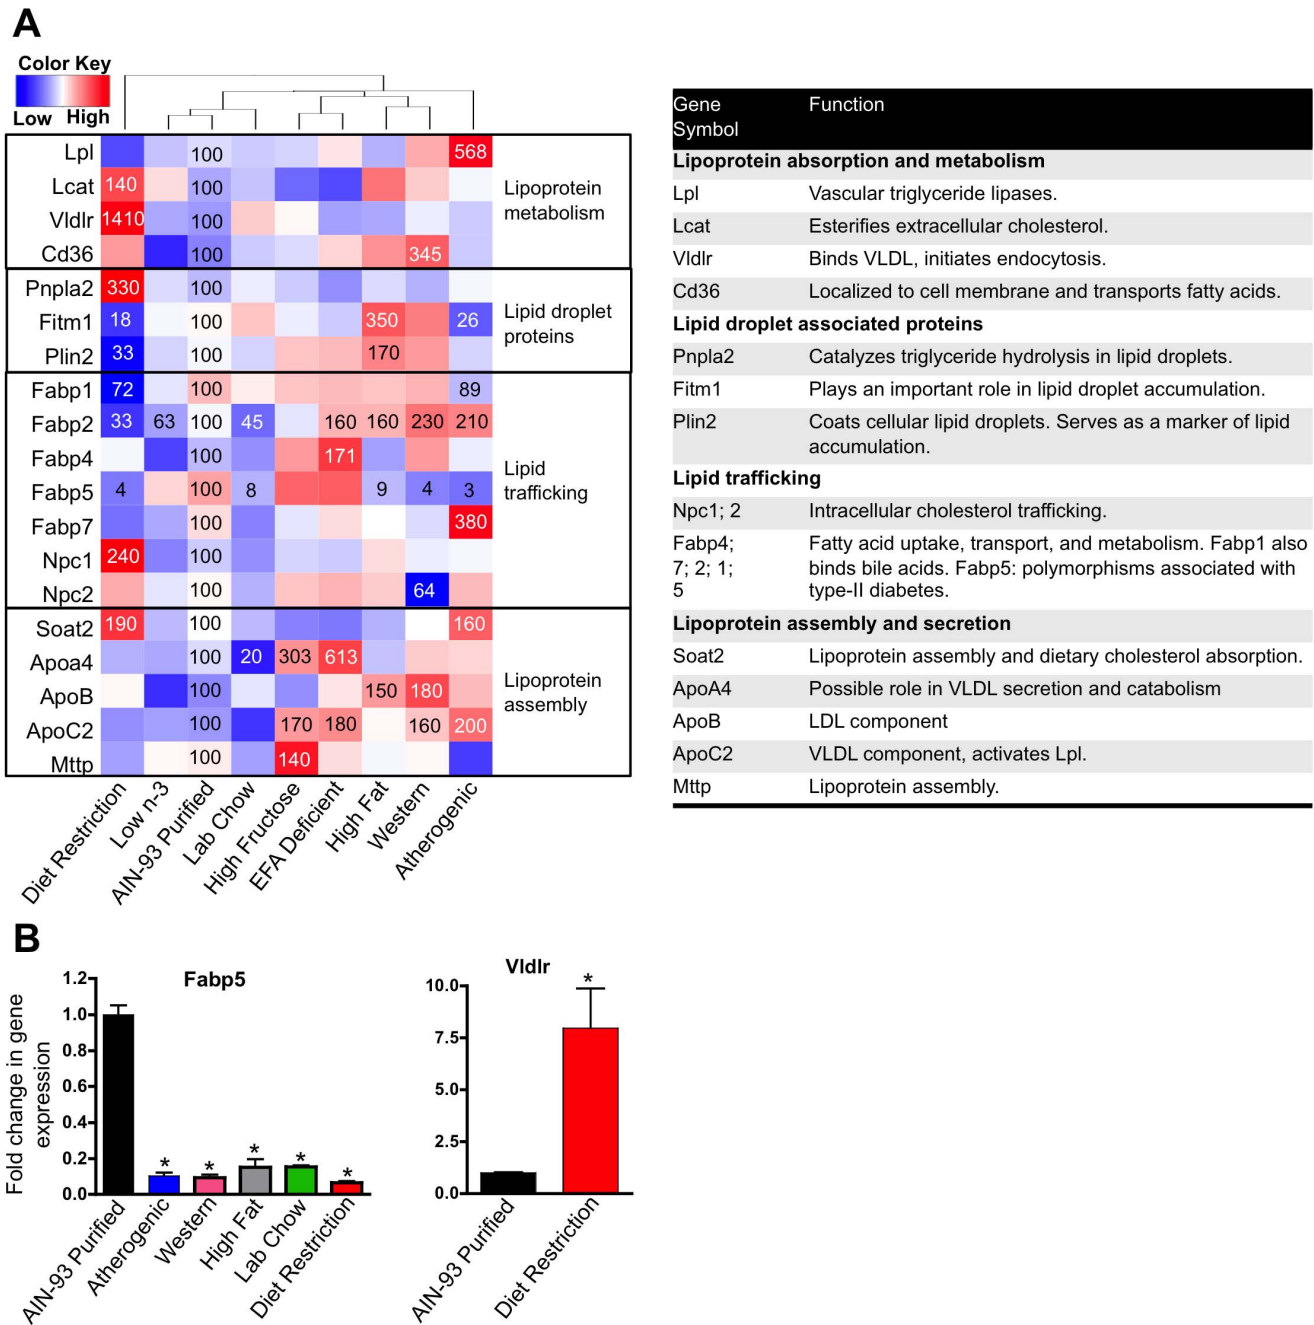 A
Color Key
Low High
Lpl 100 568
Lcat 140 100
Vldlr 1410 100
Cd36 100 345
Lipoprotein
metabolism
Pnpla2 330 100
Fitm1 18 100 350 26
Plin2 33 100 170
Lipid droplet
proteins
Fabp1 72 100 89
Fabp2 33 63 100 45 160 160 230 210
Fabp4 100 171
Fabp5 4 100 8 9 4 3
Fabp7 100 380
Npc1 240 100
Npc2 100 64
Lipid
trafficking
Soat2 190 100 160
Apoa4 100 20 303 613
ApoB 100 150 180
ApoC2 100 170 180 160 200
Mttp 100 140
Lipoprotein
assembly
Diet Restriction
Low n-3
AIN-93 Purified
Lab Chow
High Fructose
EFA Deficient
High Fat
Western
Atherogenic
Gene
Symbol
Function
Lipoprotein absorption and metabolism
Lpl Vascular triglyceride lipases.
Lcat Esterifies extracellular cholesterol.
Vldlr Binds VLDL, initiates endocytosis.
Cd36 Localized to cell membrane and transports fatty acids.
Lipid droplet associated proteins
Pnpla2 Catalyzes triglyceride hydrolysis in lipid droplets.
Fitm1 Plays an important role in lipid droplet accumulation.
Plin2 Coats cellular lipid droplets. Serves as a marker of lipid
accumulation.
Lipid trafficking
Npc1; 2 Intracellular cholesterol trafficking.
Fabp4; Fatty acid uptake, transport, and metabolism. Fabp1 also
7; 2; 1; binds bile acids. Fabp5: polymorphisms associated with
5 type-II diabetes.
Lipoprotein assembly and secretion
Soat2 Lipoprotein assembly and dietary cholesterol absorption.
ApoA4 Possible role in VLDL secretion and catabolism
ApoB LDL component
ApoC2 VLDL component, activates Lpl.
Mttp Lipoprotein assembly.
B
Fabp5
Fold change in gene
expression
1.2
1.0
0.8
0.6
0.4
0.2
0.0
* * * * *
AIN-93 Purified
Atherogenic
Western
High Fat
Lab Chow
Diet Restriction
Vldlr
10.0
7.5
5.0
2.5
0.0
*
AIN-93 Purified
Diet Restriction